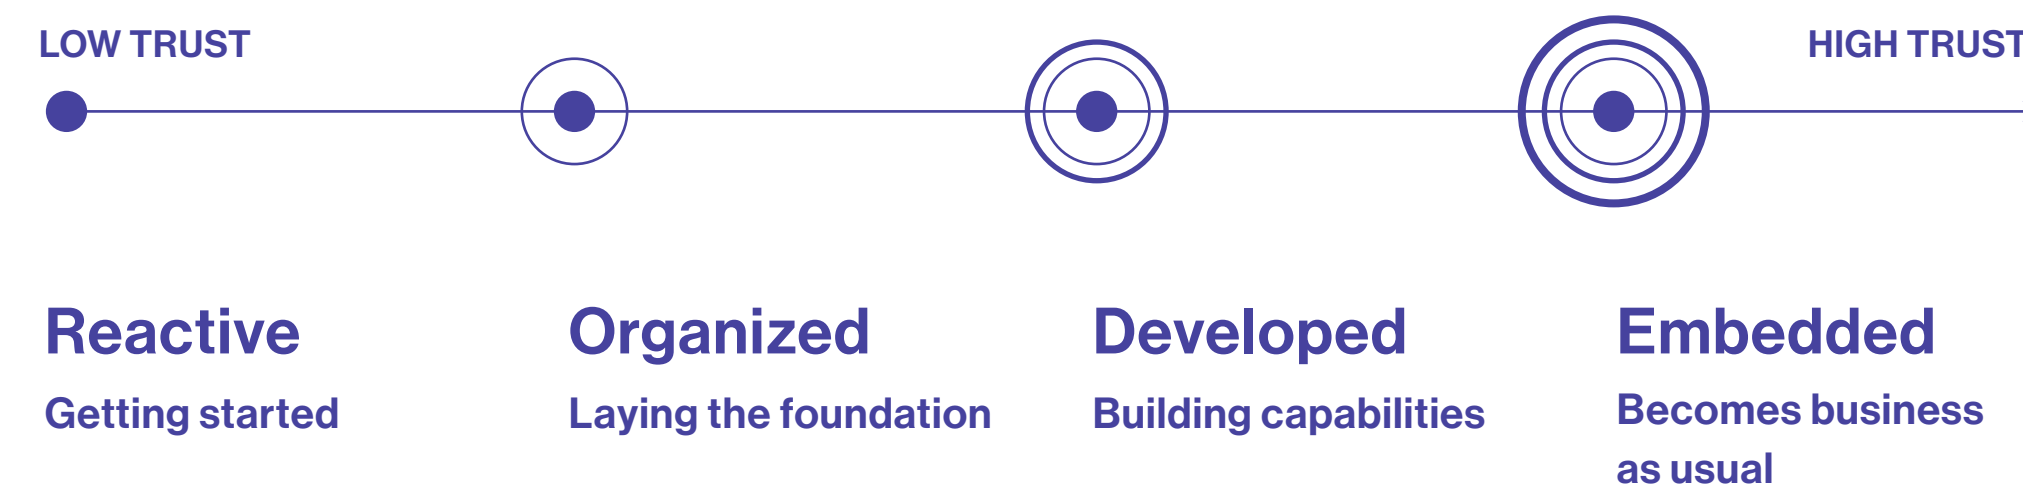 LOW TRUST
HIGH TRUST
Reactive
Getting started
Organized
Laying the foundation
Developed
Building capabilities
Embedded
Becomes business
as usual